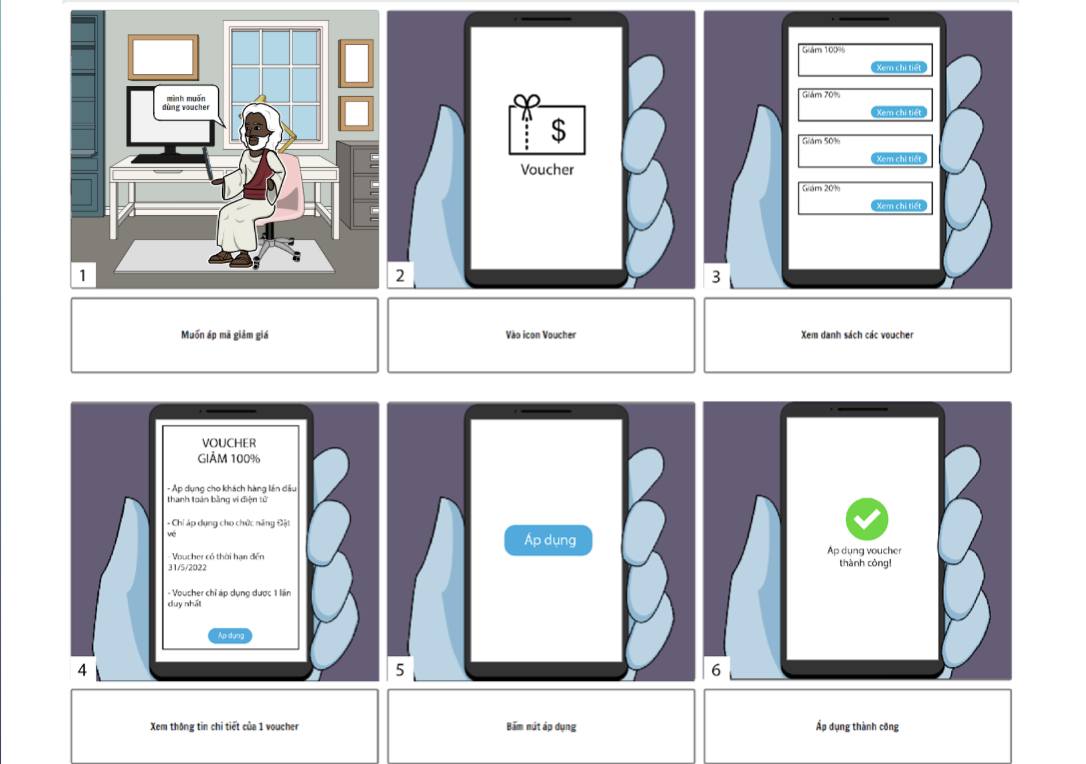 mình muốn
dùng voucher
1
Muốn áp mã giảm giá
$
Voucher
2
Vào icon Voucher
Giảm 100%
Xem chi tiết
Giảm 70%
Xem chi tiết
Giảm 50%
Xem chi tiết
Giảm 20%
Xem chi tiết
3
Xem danh sách các voucher
VOUCHER
GIẢM 100%
- Áp dụng cho khách hàng lần đầu
thanh toán bằng ví điện tử
- Chỉ áp dụng cho chức năng Đặt
vé
- Voucher có thời hạn đến
31/5/2022
- Voucher chỉ áp dụng được 1 lần
duy nhất
Áp dụng
4
Xem thông tin chi tiết của 1 voucher
Áp dụng
5
Bấm nút áp dụng
Áp dụng voucher
thành công!
6
Áp dụng thành công